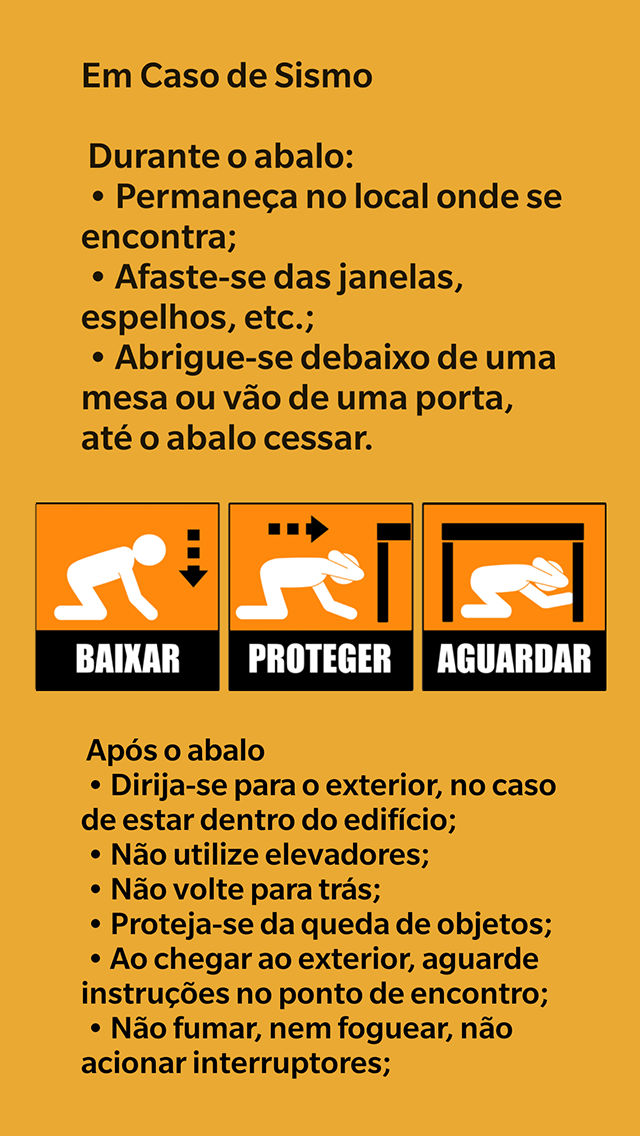 Em Caso de Sismo
Durante o abalo:
• Permaneça no local onde se
encontra;
• Afaste-se das janelas,
espelhos, etc.;
• Abrigue-se debaixo de uma
mesa ou vão de uma porta,
até o abalo cessar.
BAIXAR
PROTEGER
AGUARDAR
Após o abalo
• Dirija-se para o exterior, no caso
de estar dentro do edifício;
• Não utilize elevadores;
• Não volte para trás;
• Proteja-se da queda de objetos;
• Ao chegar ao exterior, aguarde
instruções no ponto de encontro;
• Não fumar, nem foguear, não
acionar interruptores;